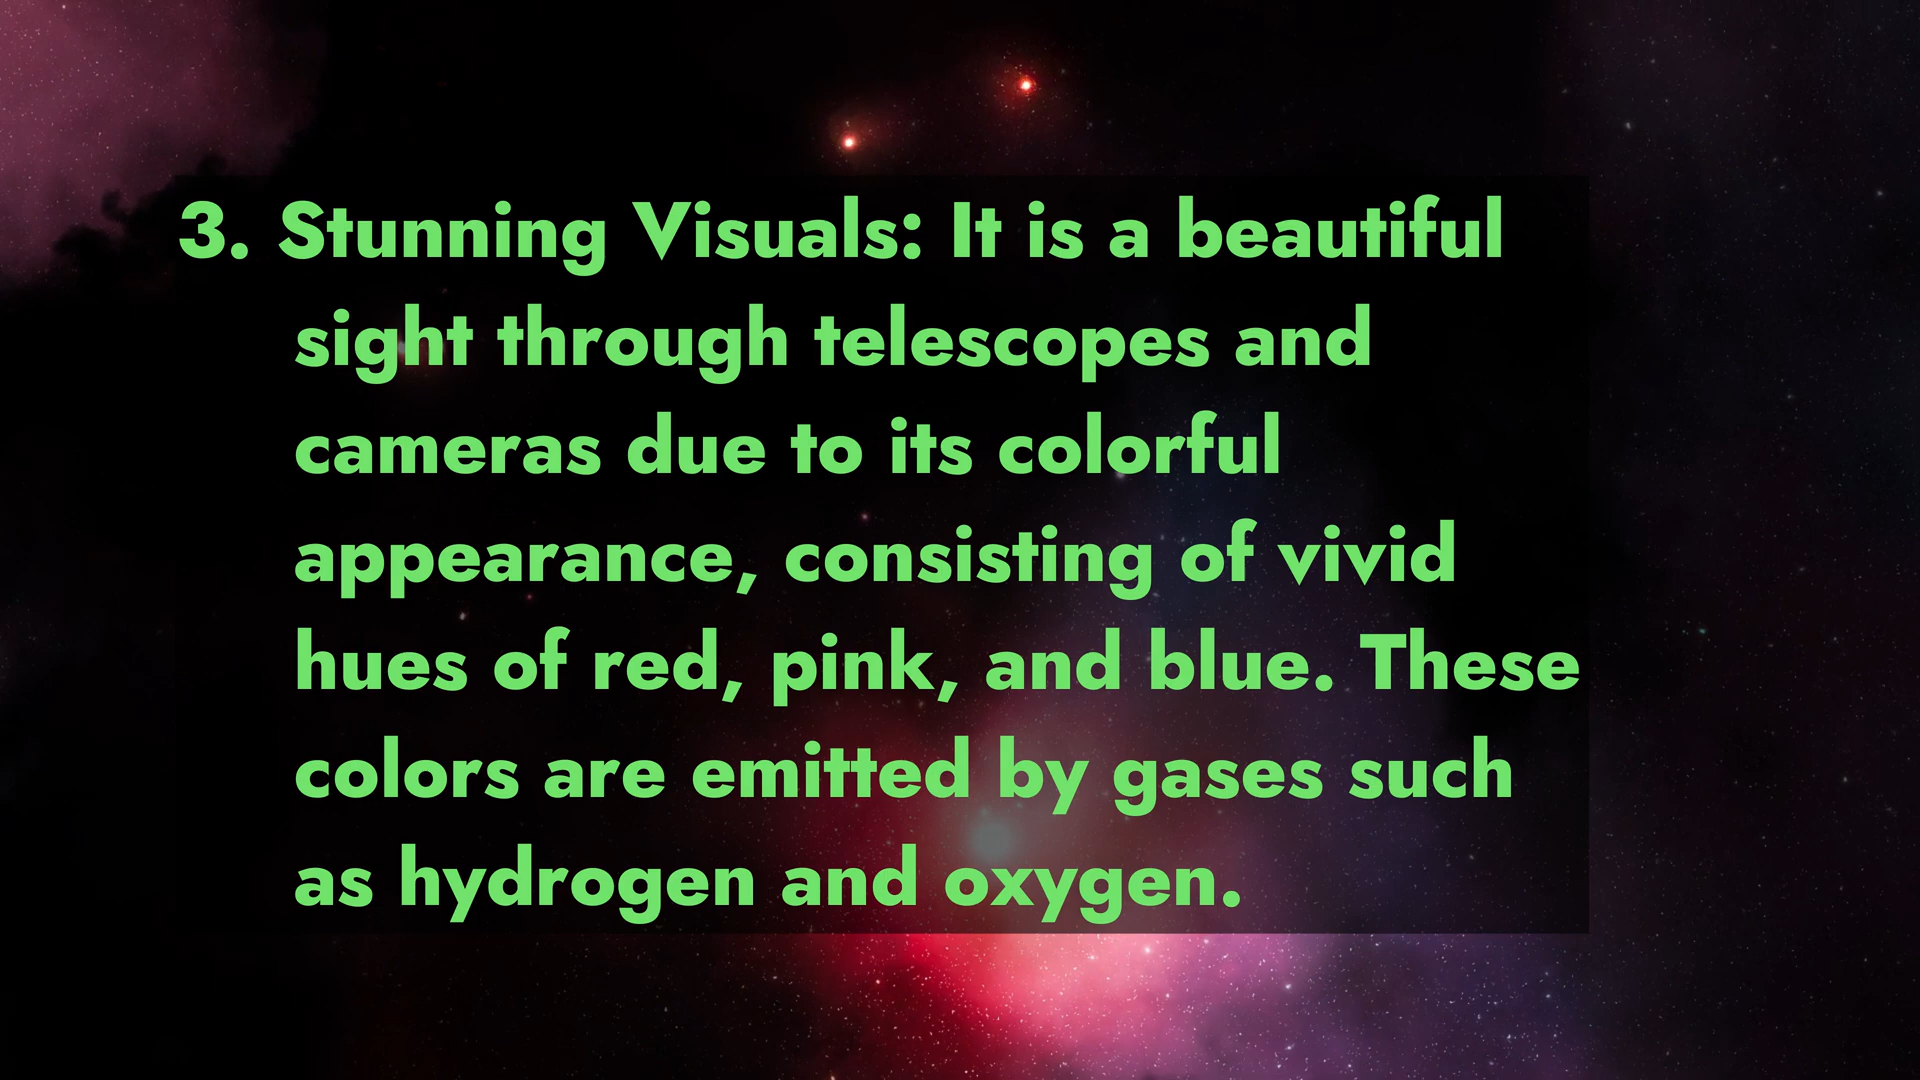 3. Stunning Visuals: It is a beautiful
sight through telescopes and
cameras due to its colorful
appearance, consisting of vivid
hues of red, pink, and blue. These
colors are emitted by gases such
as hydrogen and oxygen.